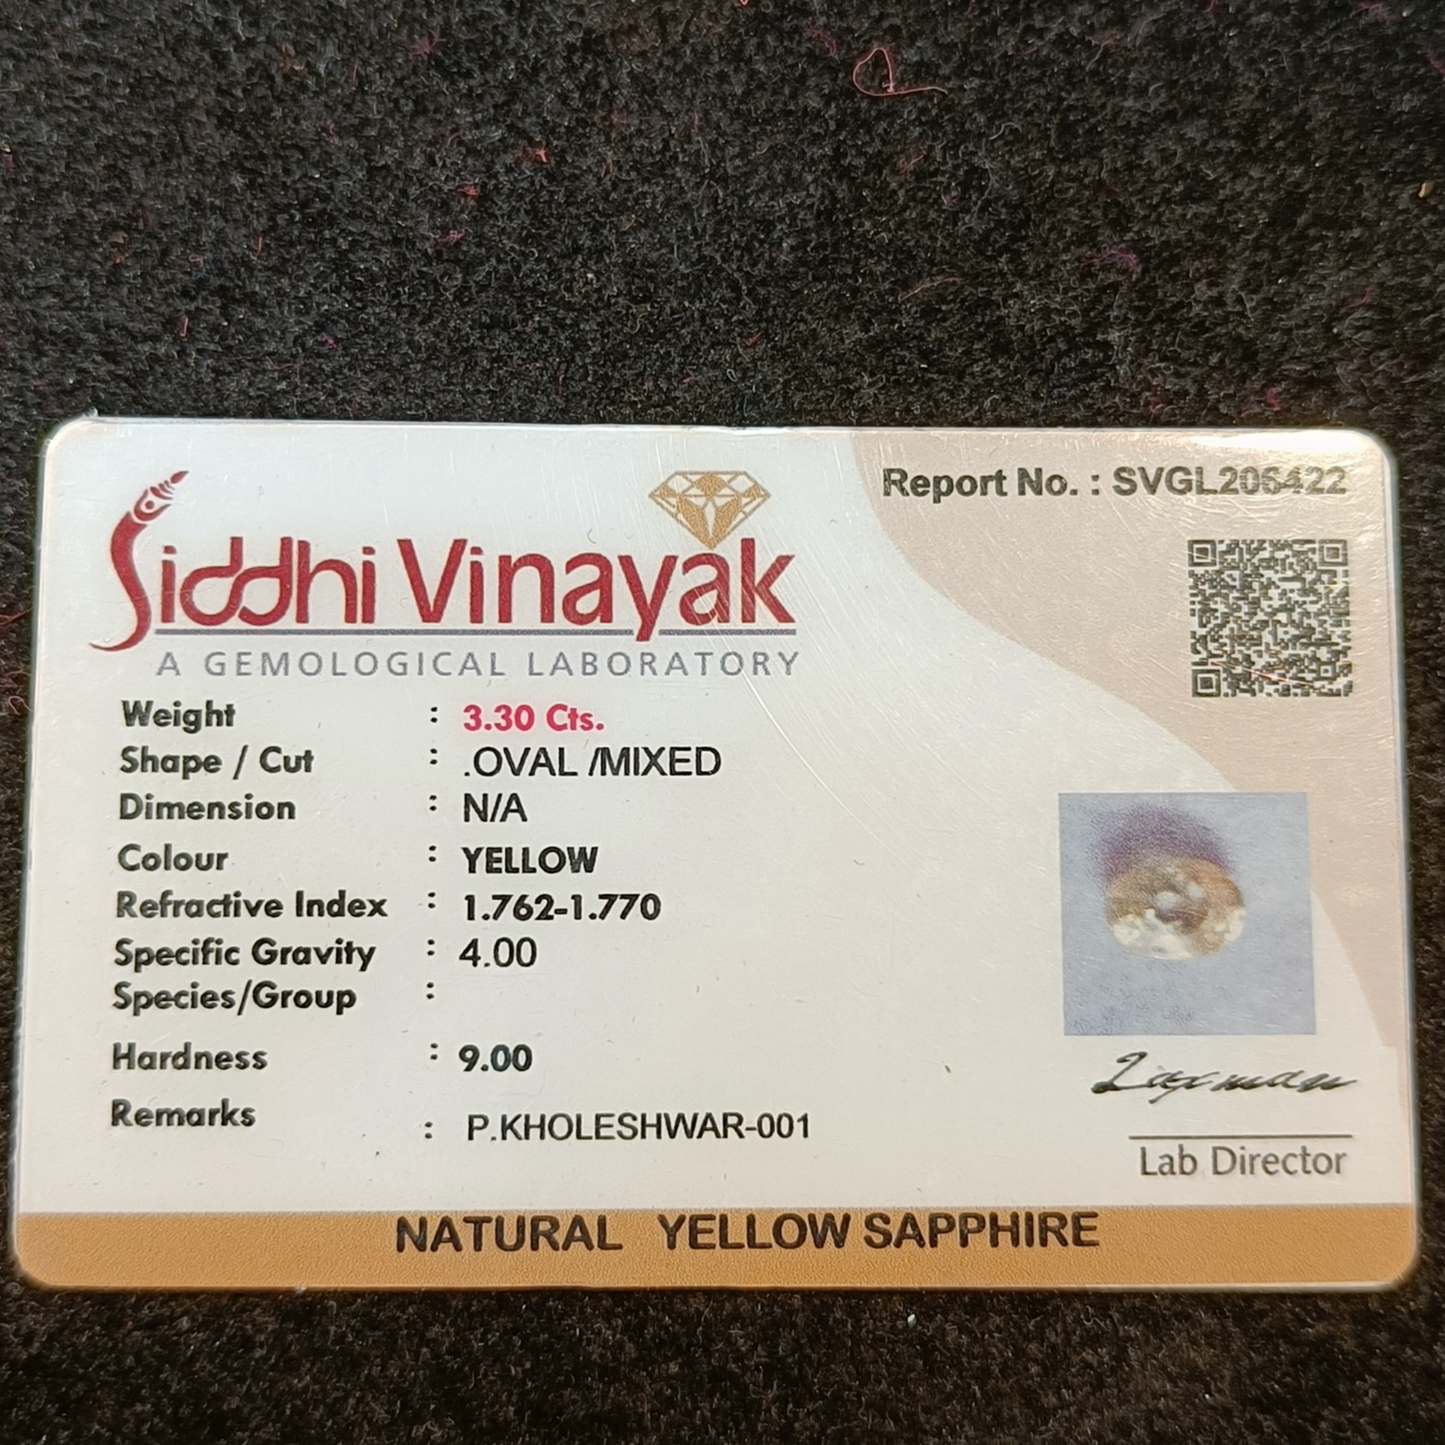 Report No. : SVGL206422
Siddhi Vinayak
A GEMOLOGICAL LABORATORY
Weight : 3.30 Cts.
Shape / Cut : .OVAL /MIXED
Dimension : N/A
Colour : YELLOW
Refractive Index : 1.762-1.770
Specific Gravity : 4.00
Species/Group :
Hardness : 9.00
Remarks : P.KHOLESHWAR-001
Laxman
Lab Director
NATURAL YELLOW SAPPHIRE